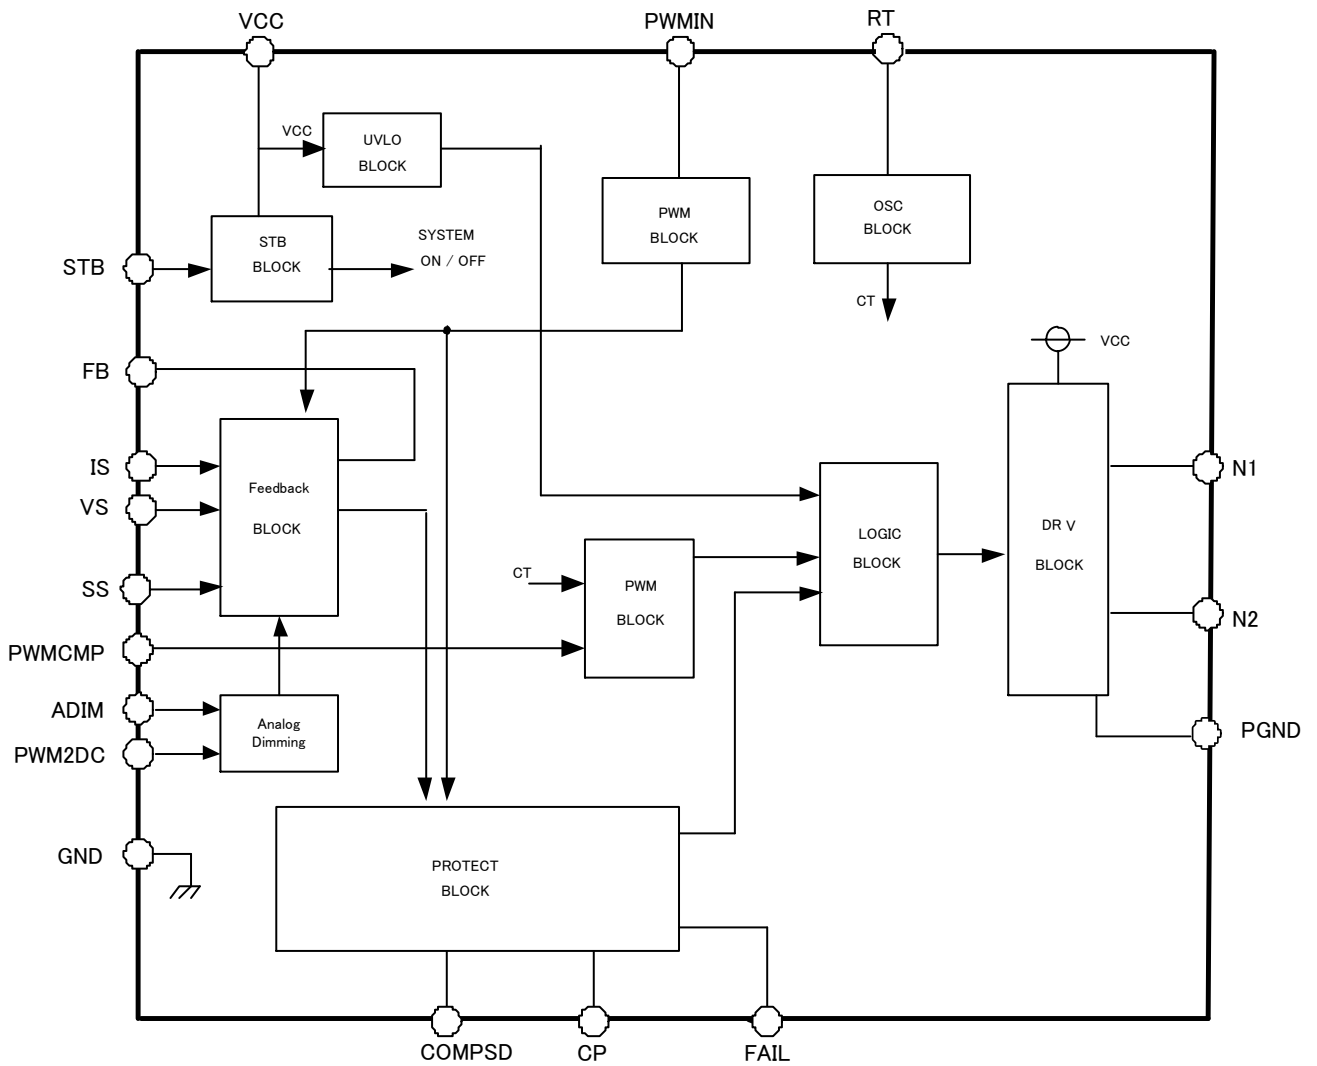 VCC
PWMIN
RT
VCC
UVLO
BLOCK
PWM
BLOCK
OSC
BLOCK
STB
BLOCK
SYSTEM
ON / OFF
STB
CT
VCC
FB
IS
Feedback
BLOCK
VS
SS
N1
LOGIC
BLOCK
DR V
BLOCK
CT
PWM
BLOCK
N2
PWMCMP
ADIM
Analog
Dimming
PWM2DC
PGND
GND
PROTECT
BLOCK
COMPSD
CP
FAIL